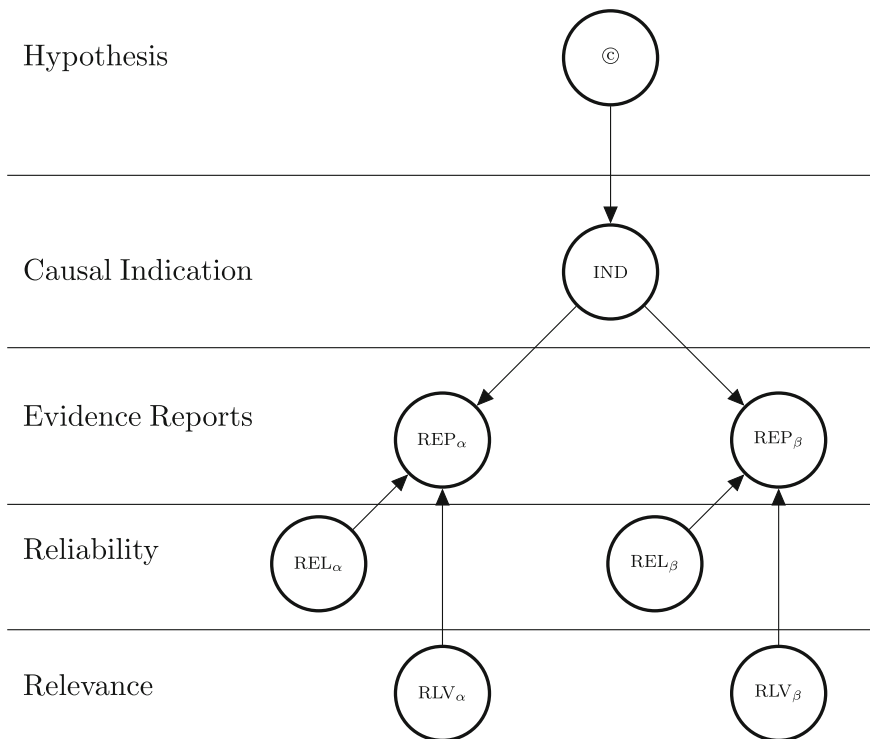 Hypothesis
©
Causal Indication
IND
Evidence Reports
REPα
REPβ
Reliability
RELα
RELβ
Relevance
RLVα
RLVβ